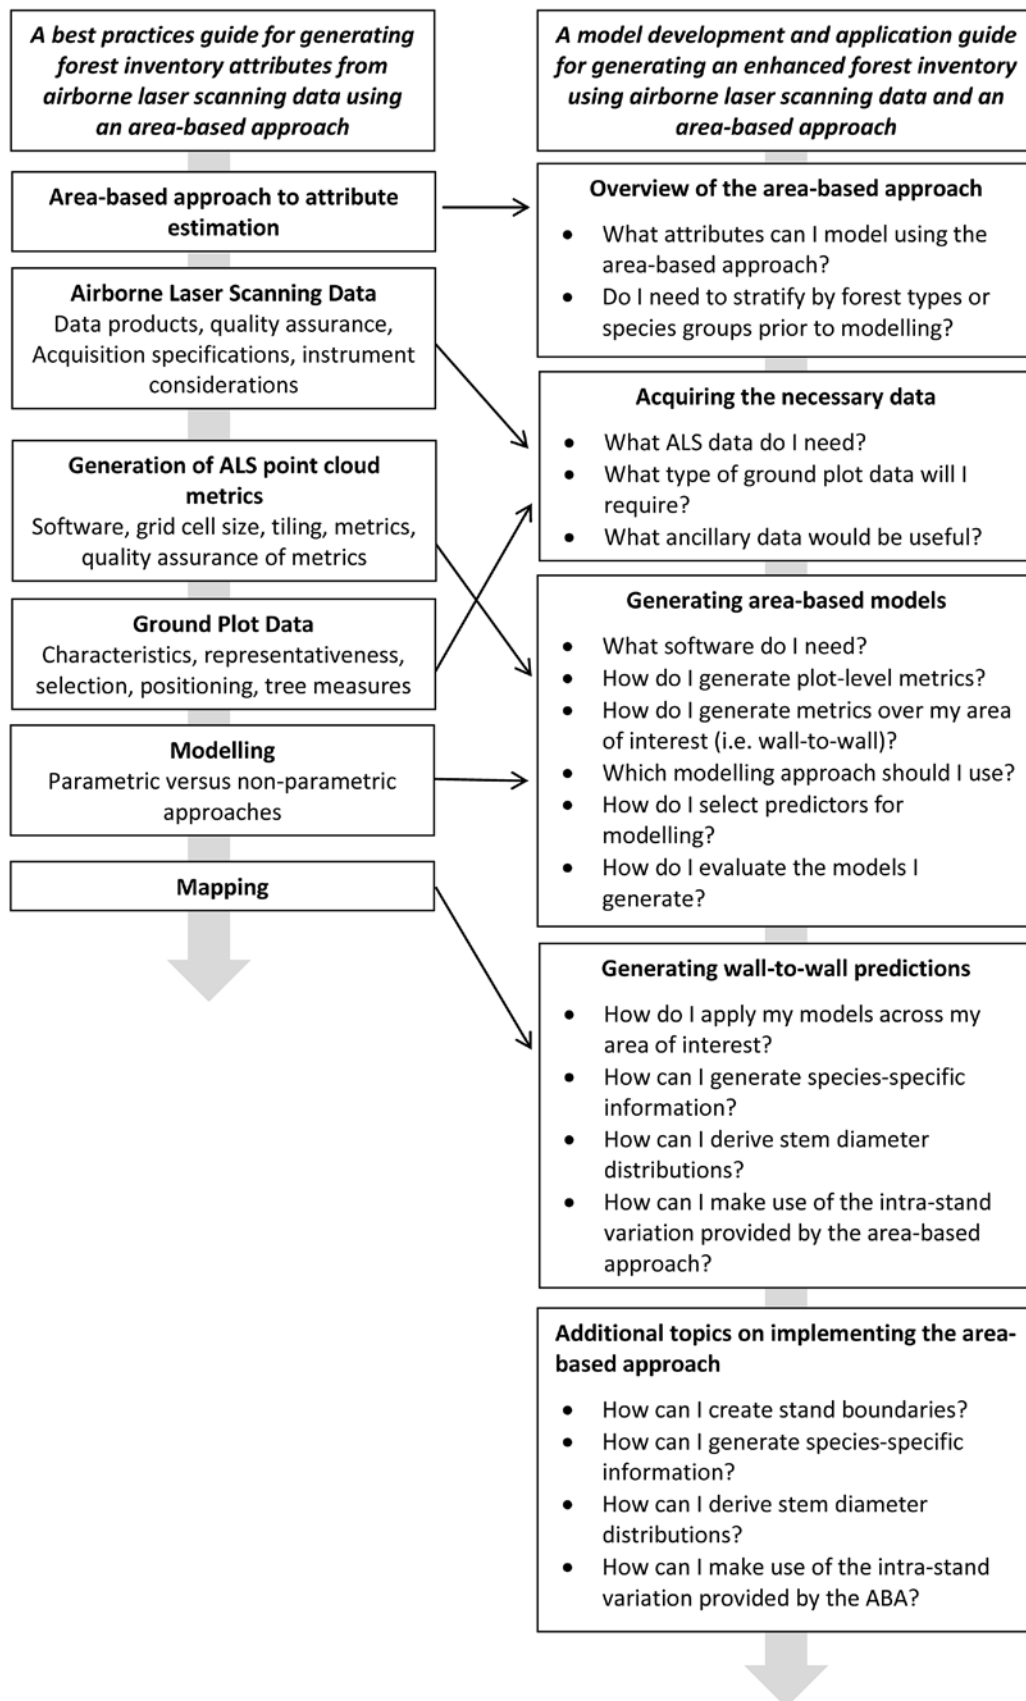 A best practices guide for generating
forest inventory attributes from
airborne laser scanning data using
an area-based approach
Area-based approach to attribute
estimation
Airborne Laser Scanning Data
Data products, quality assurance,
Acquisition specifications, instrument
considerations
Generation of ALS point cloud
metrics
Software, grid cell size, tiling, metrics,
quality assurance of metrics
Ground Plot Data
Characteristics, representativeness,
selection, positioning, tree measures
Modelling
Parametric versus non-parametric
approaches
Mapping
A model development and application guide
for generating an enhanced forest inventory
using airborne laser scanning data and an
area-based approach
Overview of the area-based approach
• What attributes can I model using the
area-based approach?
• Do I need to stratify by forest types or
species groups prior to modelling?
Acquiring the necessary data
• What ALS data do I need?
• What type of ground plot data will I
require?
• What ancillary data would be useful?
Generating area-based models
• What software do I need?
• How do I generate plot-level metrics?
• How do I generate metrics over my area
of interest (i.e. wall-to-wall)?
• Which modelling approach should I use?
• How do I select predictors for
modelling?
• How do I evaluate the models I
generate?
Generating wall-to-wall predictions
• How do I apply my models across my
area of interest?
• How can I generate species-specific
information?
• How can I derive stem diameter
distributions?
• How can I make use of the intra-stand
variation provided by the area-based
approach?
Additional topics on implementing the area-
based approach
• How can I create stand boundaries?
• How can I generate species-specific
information?
• How can I derive stem diameter
distributions?
• How can I make use of the intra-stand
variation provided by the ABA?